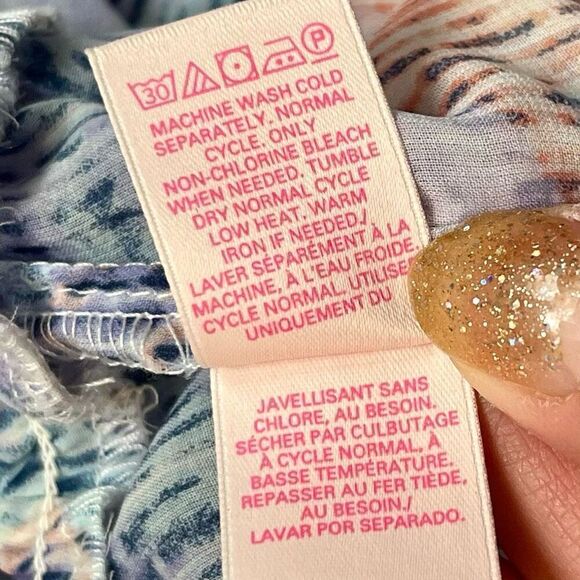 30 P
MACHINE WASH COLD
SEPARATELY, NORMAL
CYCLE. ONLY
NON-CHLORINE BLEACH
WHEN NEEDED. TUMBLE
DRY NORMAL CYCLE
LOW HEAT. WARM
IRON IF NEEDED./
LAVER SÉPARÉMENT À LA
MACHINE, À L'EAU FROIDE,
CYCLE NORMAL. UTILISEZ
UNIQUEMENT DU
JAVELLISANT SANS
CHLORE, AU BESOIN.
SÉCHER PAR CULBUTAGE
À CYCLE NORMAL, À
BASSE TEMPÉRATURE.
REPASSER AU FER TIÈDE,
AU BESOIN./
LAVAR POR SEPARADO.